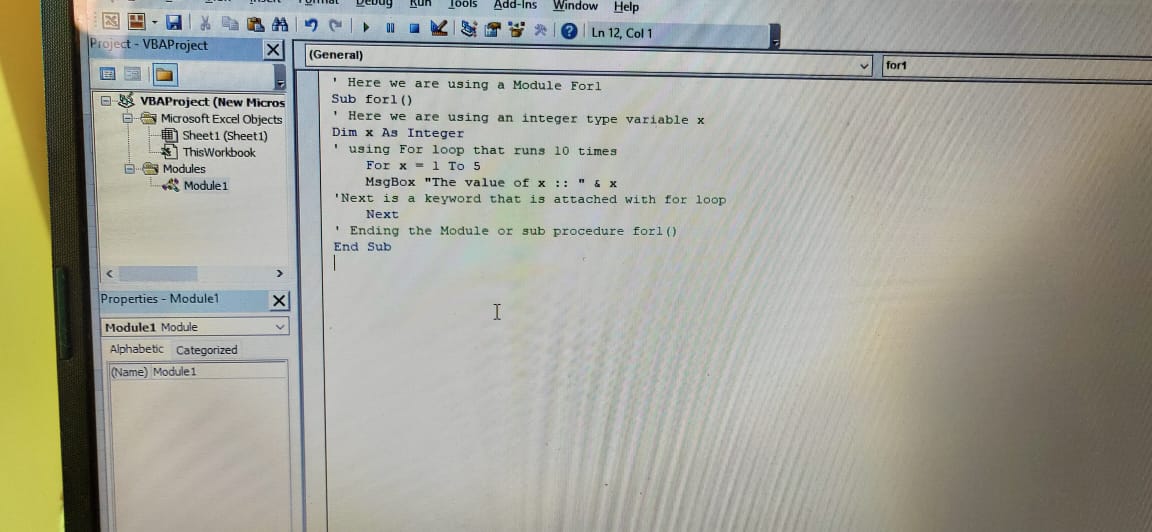 Debug Run Tools Add-Ins Window Help
Ln 12, Col 1
Project - VBAProject
(General)
for1
VBAProject (New Micros
Microsoft Excel Objects
Sheet1 (Sheet1)
ThisWorkbook
Modules
Module1
' Here we are using a Module For1
Sub for1()
' Here we are using an integer type variable x
Dim x As Integer
' using For loop that runs 10 times
For x = 1 To 5
MsgBox "The value of x :: " & x
'Next is a keyword that is attached with for loop
Next
' Ending the Module or sub procedure for1()
End Sub
Properties - Module1
Module1 Module
Alphabetic Categorized
(Name) Module1